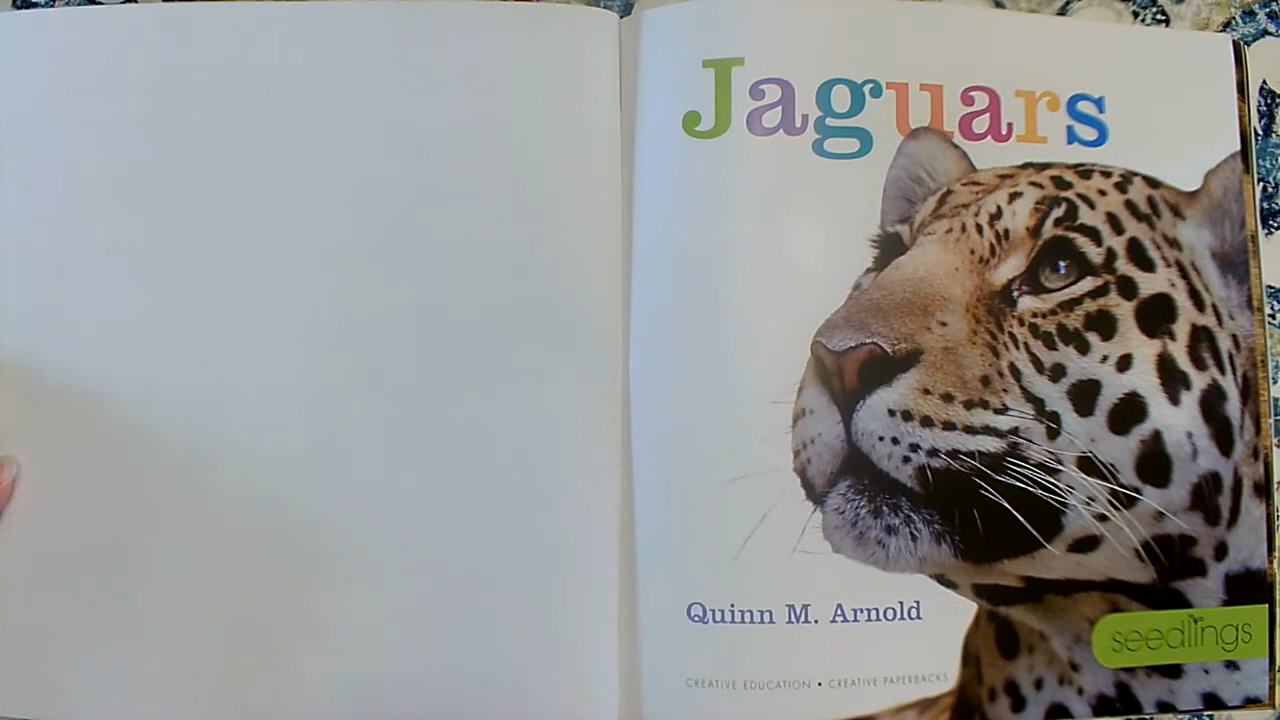 Jaguars
Quinn M. Arnold
seedlings
CREATIVE EDUCATION • CREATIVE PAPERBACKS